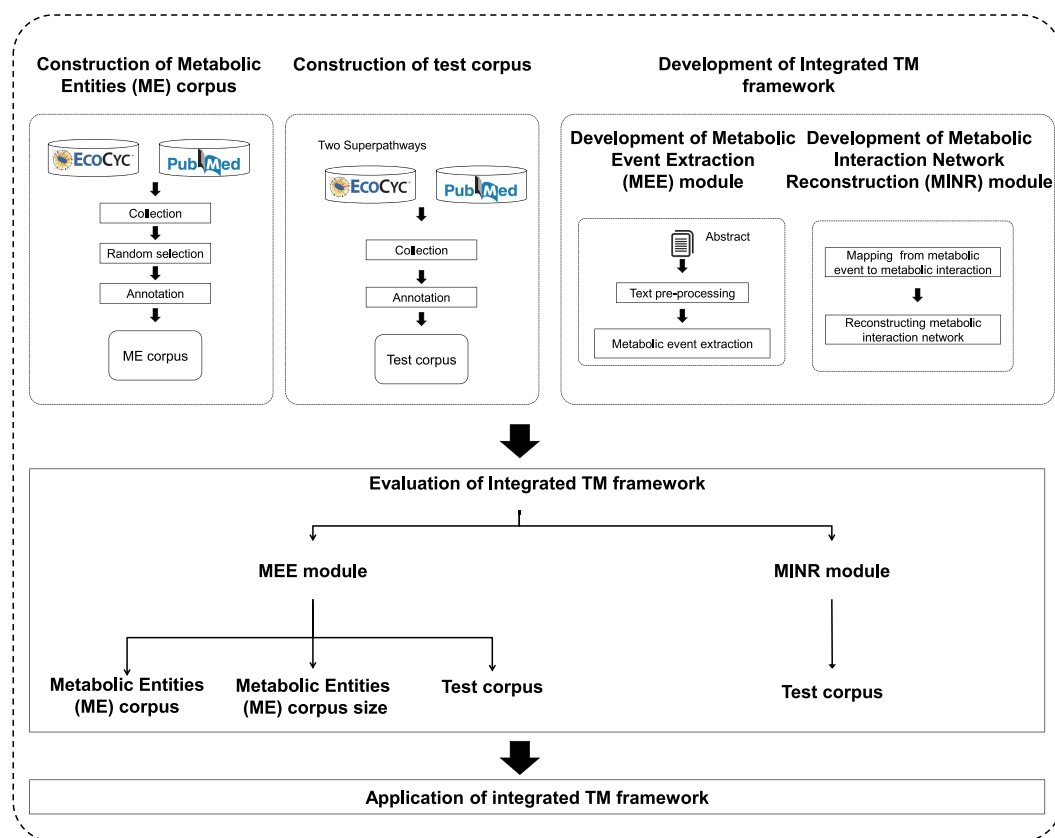 Construction of Metabolic
Entities (ME) corpus
EcoCyc™
PubMed
Collection
Random selection
Annotation
ME corpus
Construction of test corpus
Two Superpathways
EcoCyc™
PubMed
Collection
Annotation
Test corpus
Development of Integrated TM
framework
Development of Metabolic
Event Extraction
(MEE) module
Abstract
Text pre-processing
Metabolic event extraction
Development of Metabolic
Interaction Network
Reconstruction (MINR) module
Mapping from metabolic
event to metabolic interaction
Reconstructing metabolic
interaction network
Evaluation of Integrated TM framework
MEE module
MINR module
Metabolic Entities
(ME) corpus
Metabolic Entities
(ME) corpus size
Test corpus
Test corpus
Application of integrated TM framework